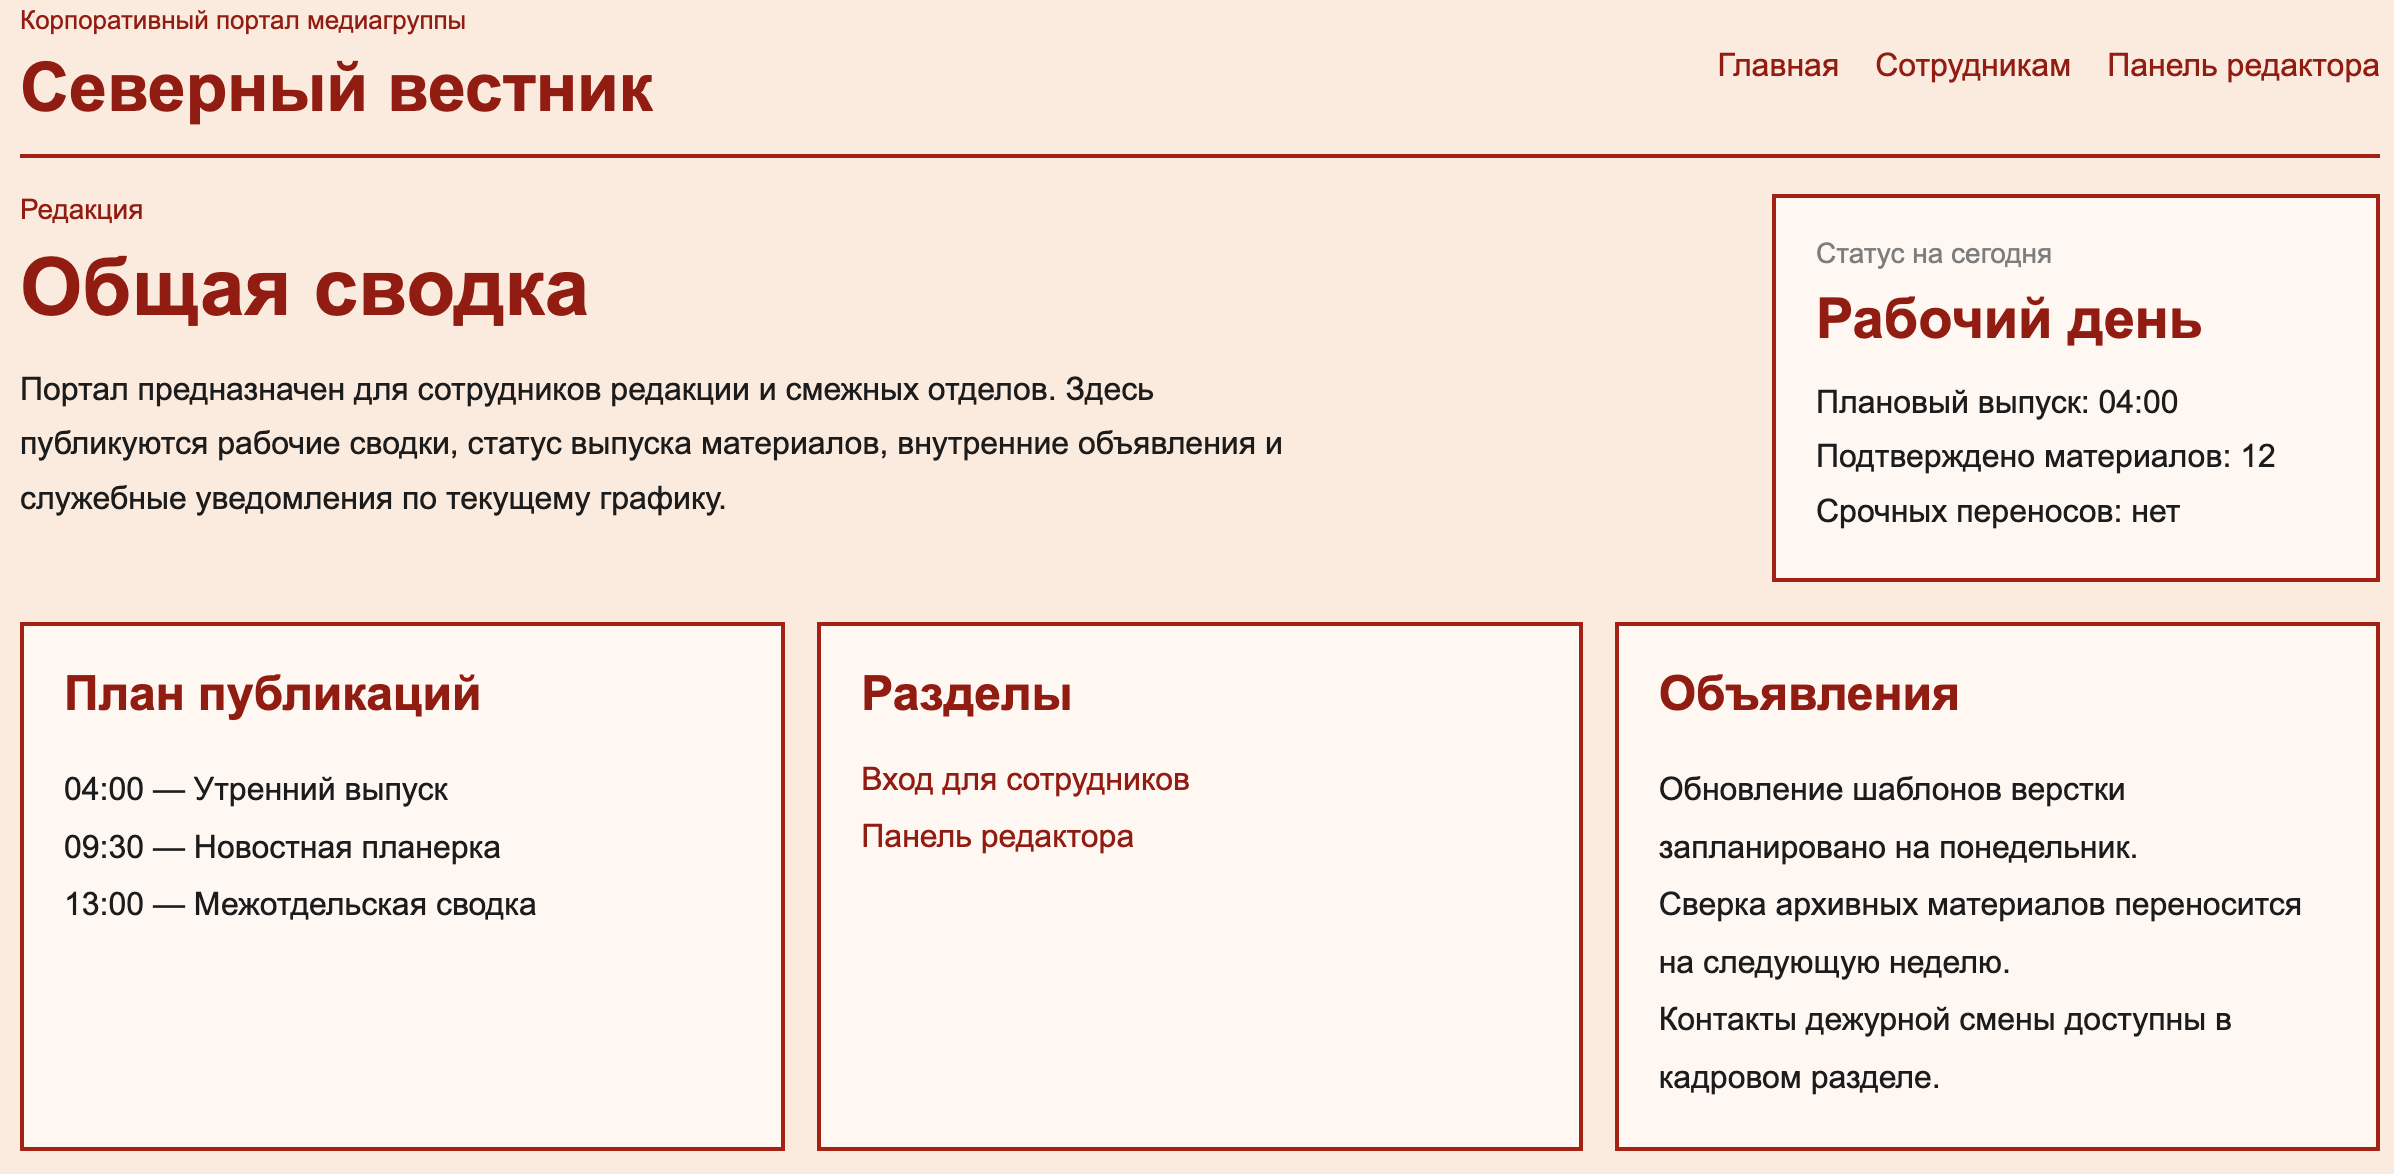 Корпоративный портал медиагруппы
Северный вестник
Главная Сотрудникам Панель редактора
Редакция
Общая сводка
Портал предназначен для сотрудников редакции и смежных отделов. Здесь
публикуются рабочие сводки, статус выпуска материалов, внутренние объявления и
служебные уведомления по текущему графику.
Статус на сегодня
Рабочий день
Плановый выпуск: 04:00
Подтверждено материалов: 12
Срочных переносов: нет
План публикаций
04:00 — Утренний выпуск
09:30 — Новостная планерка
13:00 — Межотдельская сводка
Разделы
Вход для сотрудников
Панель редактора
Объявления
Обновление шаблонов верстки
запланировано на понедельник.
Сверка архивных материалов переносится
на следующую неделю.
Контакты дежурной смены доступны в
кадровом разделе.